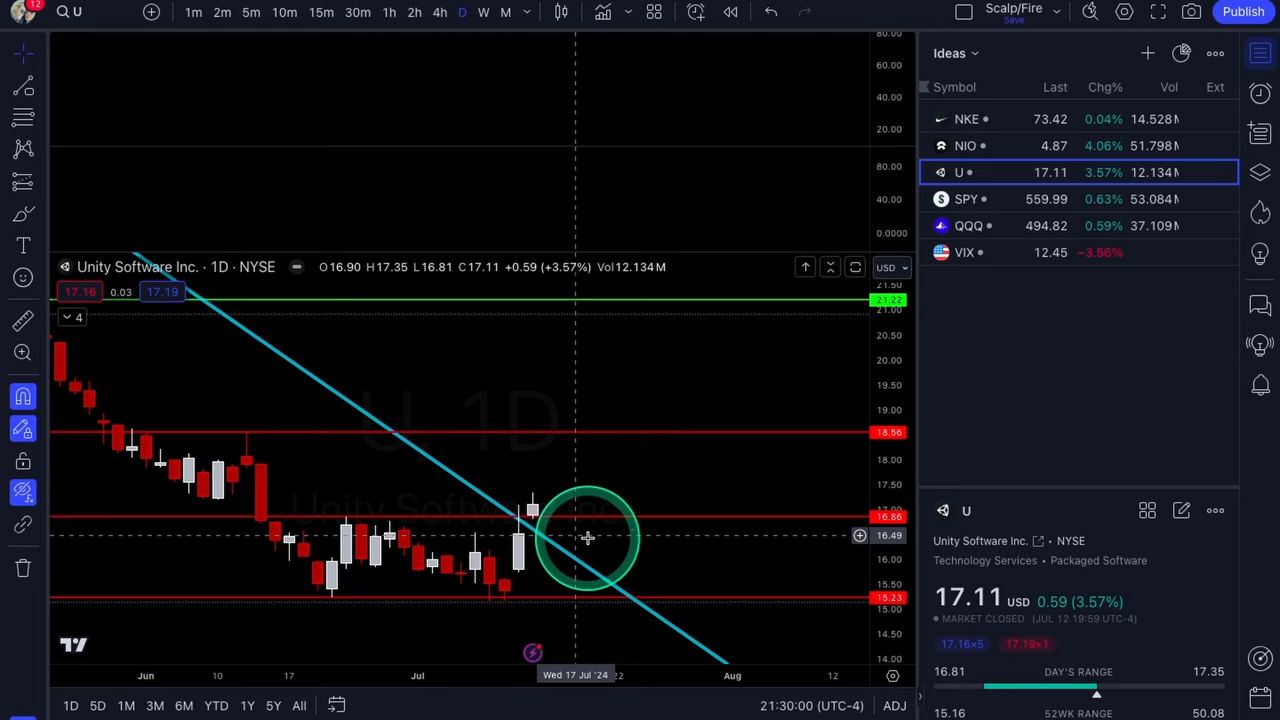 12
U
1m 2m 5m 10m 15m 30m 1h 2h 4h D W M
Scalp/Fire
Save
Publish
Ideas
Symbol Last Chg% Vol Ext
NKE 73.42 0.04% 14.528M
NIO 4.87 4.06% 51.798M
U 17.11 3.57% 12.134M
SPY 559.99 0.63% 53.084M
QQQ 494.82 0.59% 37.109M
VIX 12.45 −3.56%
80.00
60.00
40.00
20.00
80.00
40.00
0.0000
Unity Software Inc. · 1D · NYSE O16.90 H17.35 L16.81 C17.11 +0.59 (+3.57%) Vol12.134M
USD
17.16 0.03 17.19
4
21.50
21.22
21.00
20.50
20.00
19.50
19.00
18.56
18.00
17.50
17.00
16.86
16.49
16.00
15.50
15.23
15.00
14.50
14.00
U, 1D
Unity Software Inc
Jun 10 17 Jul Wed 17 Jul '24 22 Aug 12
1D 5D 1M 3M 6M YTD 1Y 5Y All
21:30:00 (UTC-4) ADJ
U
Unity Software Inc. • NYSE
Technology Services • Packaged Software
17.11 USD 0.59 (3.57%)
MARKET CLOSED (JUL 12 19:59 UTC-4)
17.16×5 17.19×1
16.81 DAY'S RANGE 17.35
15.16 52WK RANGE 50.08